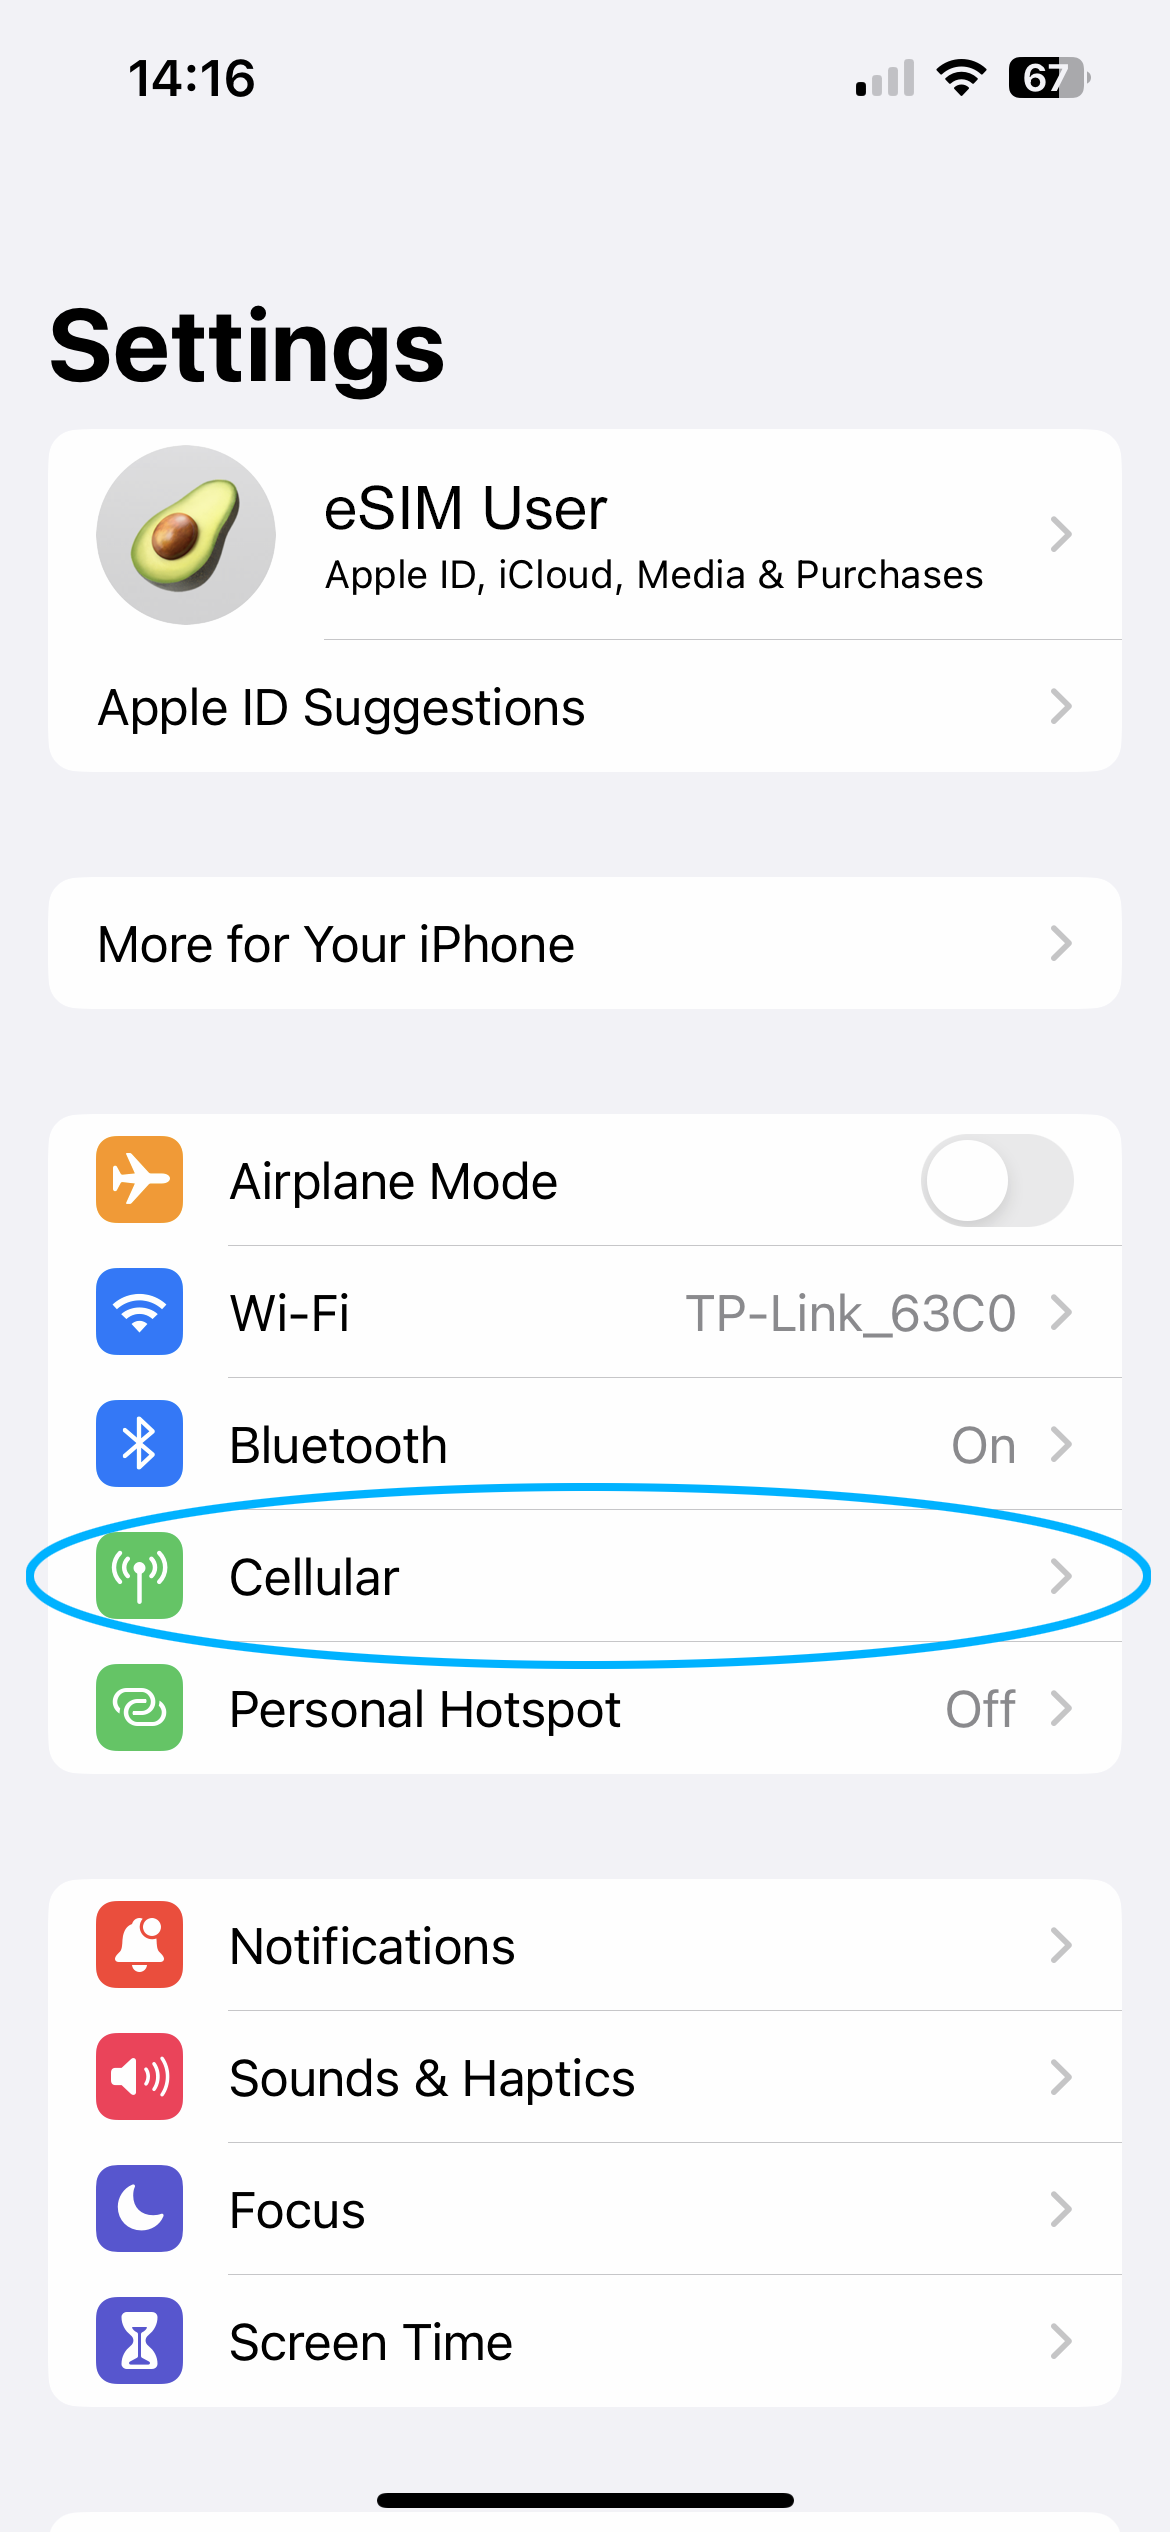 14:16
67
Settings
eSIM User
Apple ID, iCloud, Media & Purchases
Apple ID Suggestions
More for Your iPhone
Airplane Mode
Wi-Fi TP-Link_63C0
Bluetooth On
Cellular
Personal Hotspot Off
Notifications
Sounds & Haptics
Focus
Screen Time